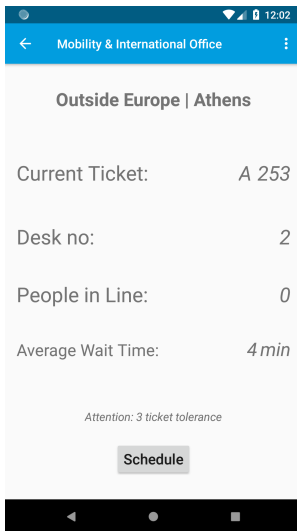 12:02
Mobility & International Office
Outside Europe | Athens
Current Ticket: A 253
Desk no: 2
People in Line: 0
Average Wait Time: 4 min
Attention: 3 ticket tolerance
Schedule